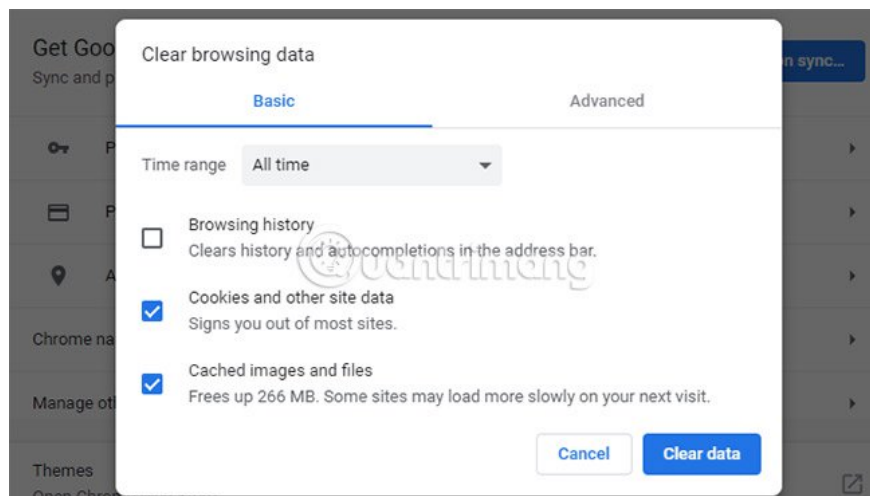 Get Goo
Clear browsing data
n sync...
Sync and p
Basic
Advanced
P
Time range
All time
P
Browsing history
Clears history and autocompletions in the address bar.
Quantrimang
A
Cookies and other site data
Signs you out of most sites.
Chrome na
Cached images and files
Frees up 266 MB. Some sites may load more slowly on your next visit.
Manage oth
Cancel
Clear data
Themes